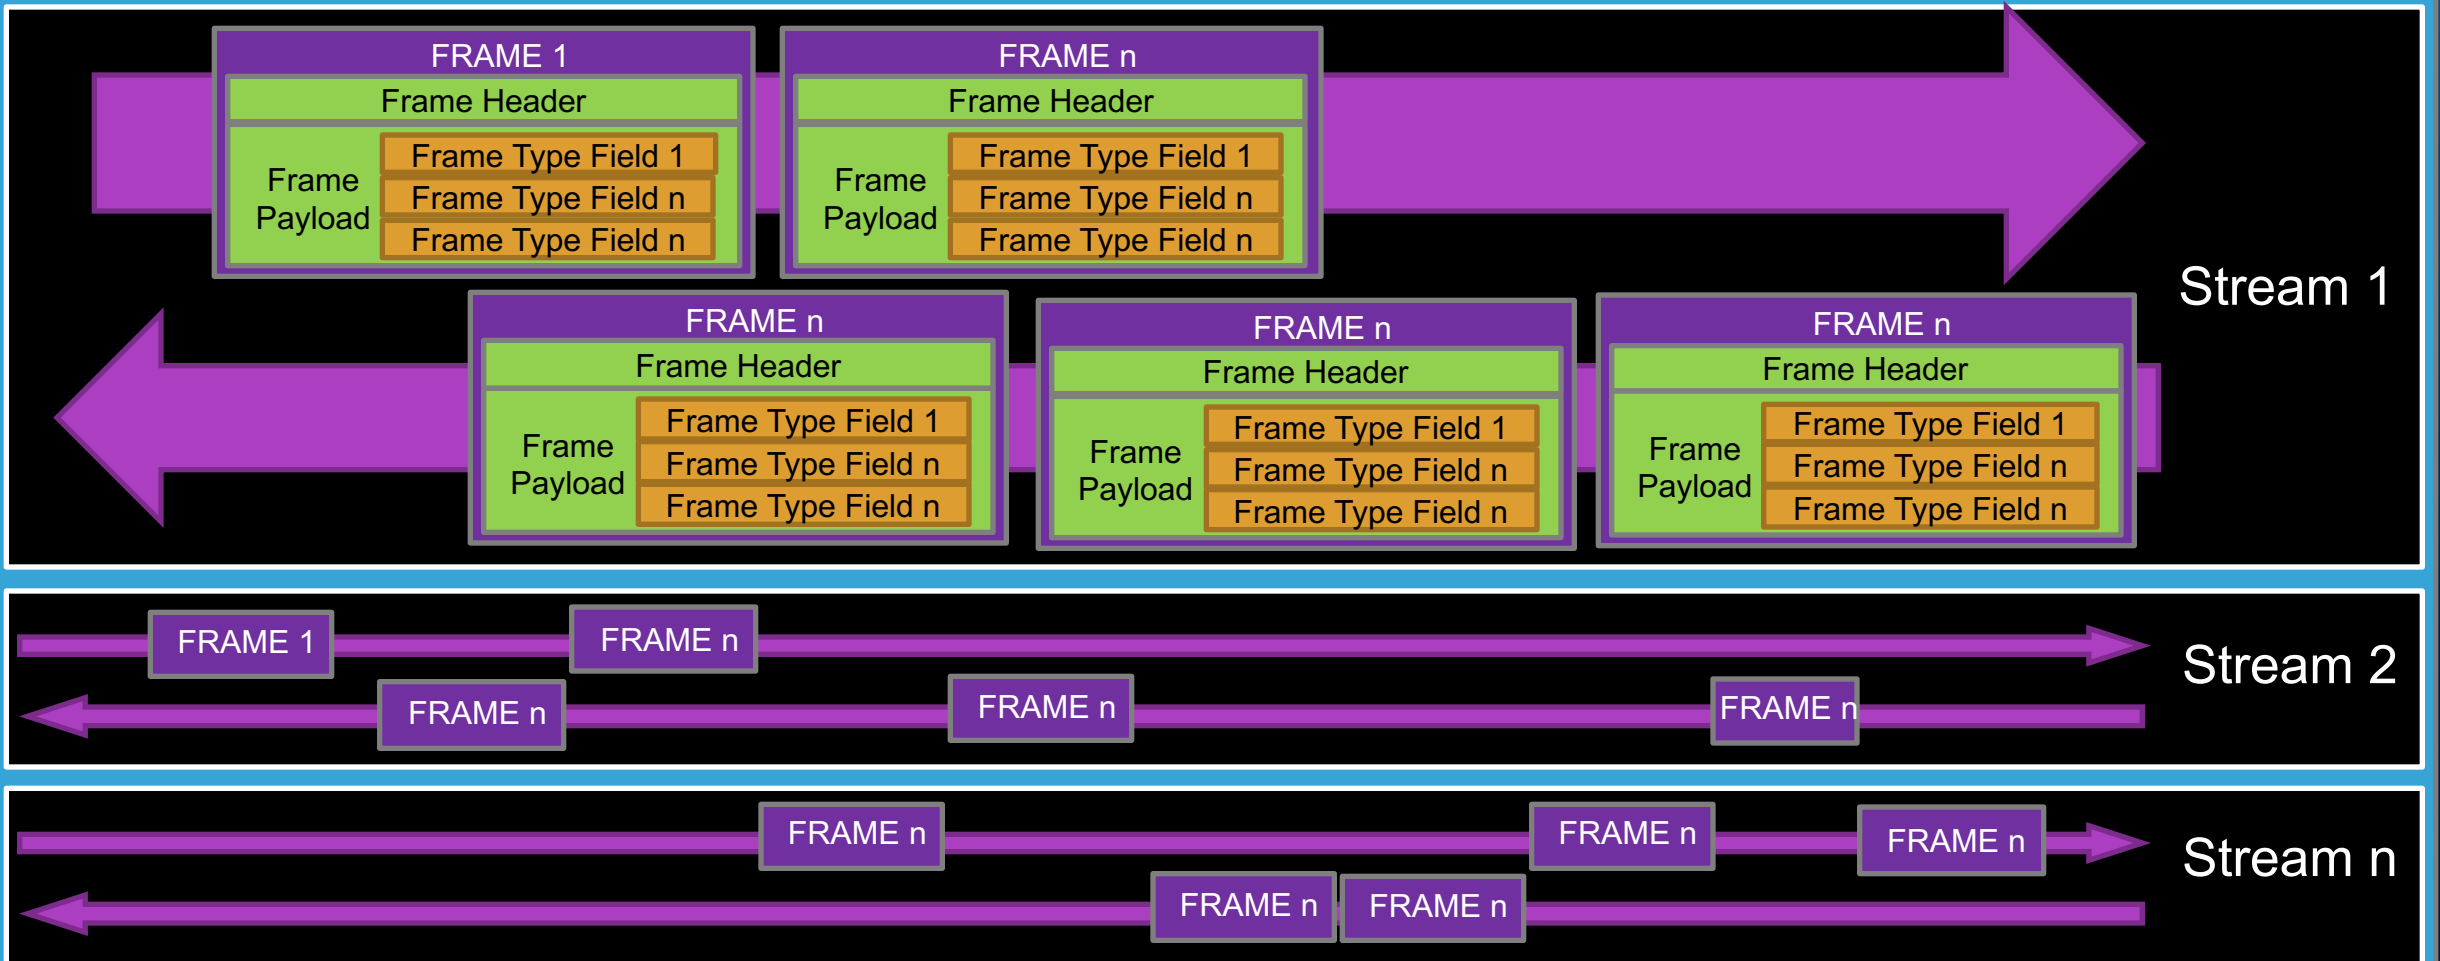 FRAME 1
Frame Header
Frame
Payload
Frame Type Field 1
Frame Type Field n
Frame Type Field n
FRAME n
Frame Header
Frame
Payload
Frame Type Field 1
Frame Type Field n
Frame Type Field n
Stream 1
FRAME n
Frame Header
Frame
Payload
Frame Type Field 1
Frame Type Field n
Frame Type Field n
FRAME n
Frame Header
Frame
Payload
Frame Type Field 1
Frame Type Field n
Frame Type Field n
FRAME n
Frame Header
Frame
Payload
Frame Type Field 1
Frame Type Field n
Frame Type Field n
FRAME 1
FRAME n
Stream 2
FRAME n
FRAME n
FRAME n
FRAME n
FRAME n
FRAME n
Stream n
FRAME n
FRAME n